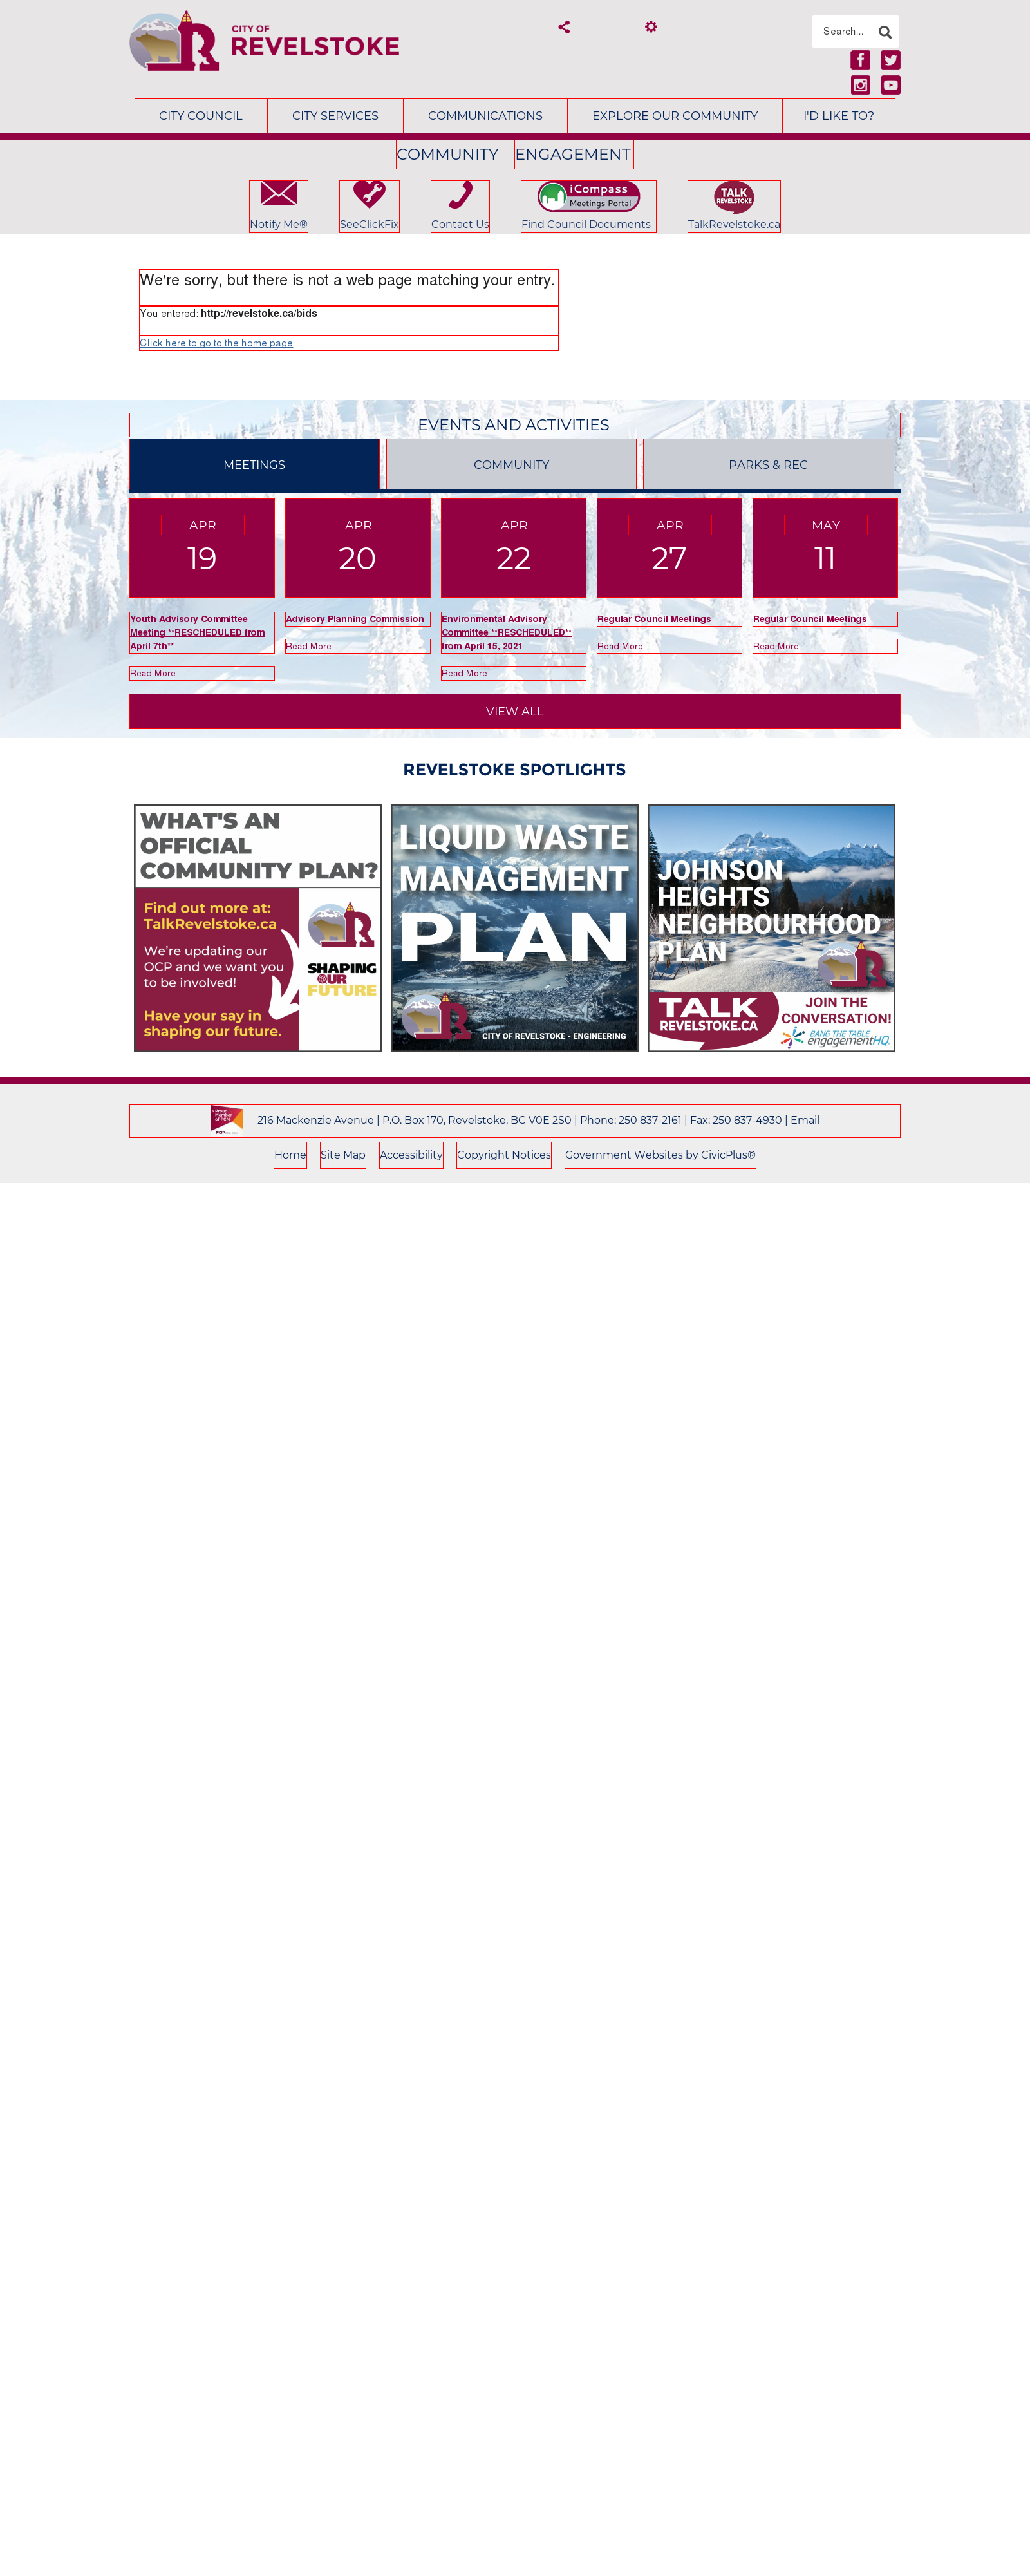 CITY OF
REVELSTOKE
Search...
CITY COUNCIL
CITY SERVICES
COMMUNICATIONS
EXPLORE OUR COMMUNITY
I'D LIKE TO?
COMMUNITY ENGAGEMENT
Notify Me®
SeeClickFix
Contact Us
iCompass
Meetings Portal
Find Council Documents
TALK
REVELSTOKE
TalkRevelstoke.ca
We're sorry, but there is not a web page matching your entry.
You entered: http://revelstoke.ca/bids
Click here to go to the home page
EVENTS AND ACTIVITIES
MEETINGS
COMMUNITY
PARKS & REC
APR
19
Youth Advisory Committee
Meeting **RESCHEDULED from
April 7th**
Read More
APR
20
Advisory Planning Commission
Read More
APR
22
Environmental Advisory
Committee **RESCHEDULED**
from April 15, 2021
Read More
APR
27
Regular Council Meetings
Read More
MAY
11
Regular Council Meetings
Read More
VIEW ALL
REVELSTOKE SPOTLIGHTS
WHAT'S AN
OFFICIAL
COMMUNITY PLAN?
Find out more at:
TalkRevelstoke.ca
We're updating our
OCP and we want you
to be involved!
Have your say in
shaping our future.
SHAPING
OUR
FUTURE
LIQUID WASTE
MANAGEMENT
PLAN
CITY OF REVELSTOKE - ENGINEERING
JOHNSON
HEIGHTS
NEIGHBOURHOOD
PLAN
TALK
REVELSTOKE.CA
JOIN THE
CONVERSATION!
BANG THE TABLE
engagementHQ.
Proud
Member
of FCM
FCM
216 Mackenzie Avenue | P.O. Box 170, Revelstoke, BC V0E 2S0 | Phone: 250 837-2161 | Fax: 250 837-4930 | Email
Home
Site Map
Accessibility
Copyright Notices
Government Websites by CivicPlus®